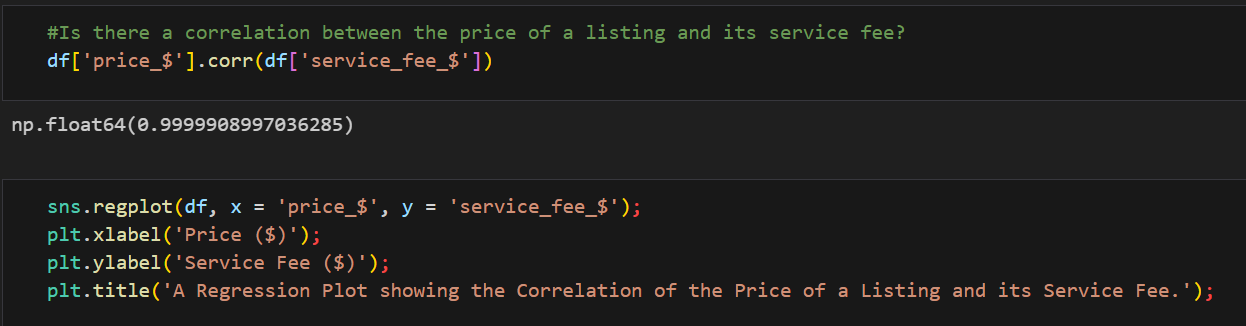 #Is there a correlation between the price of a listing and its service fee?
df['price_$'].corr(df['service_fee_$'])
np.float64(0.9999908997036285)
sns.regplot(df, x = 'price_$', y = 'service_fee_$');
plt.xlabel('Price ($)');
plt.ylabel('Service Fee ($)');
plt.title('A Regression Plot showing the Correlation of the Price of a Listing and its Service Fee.');